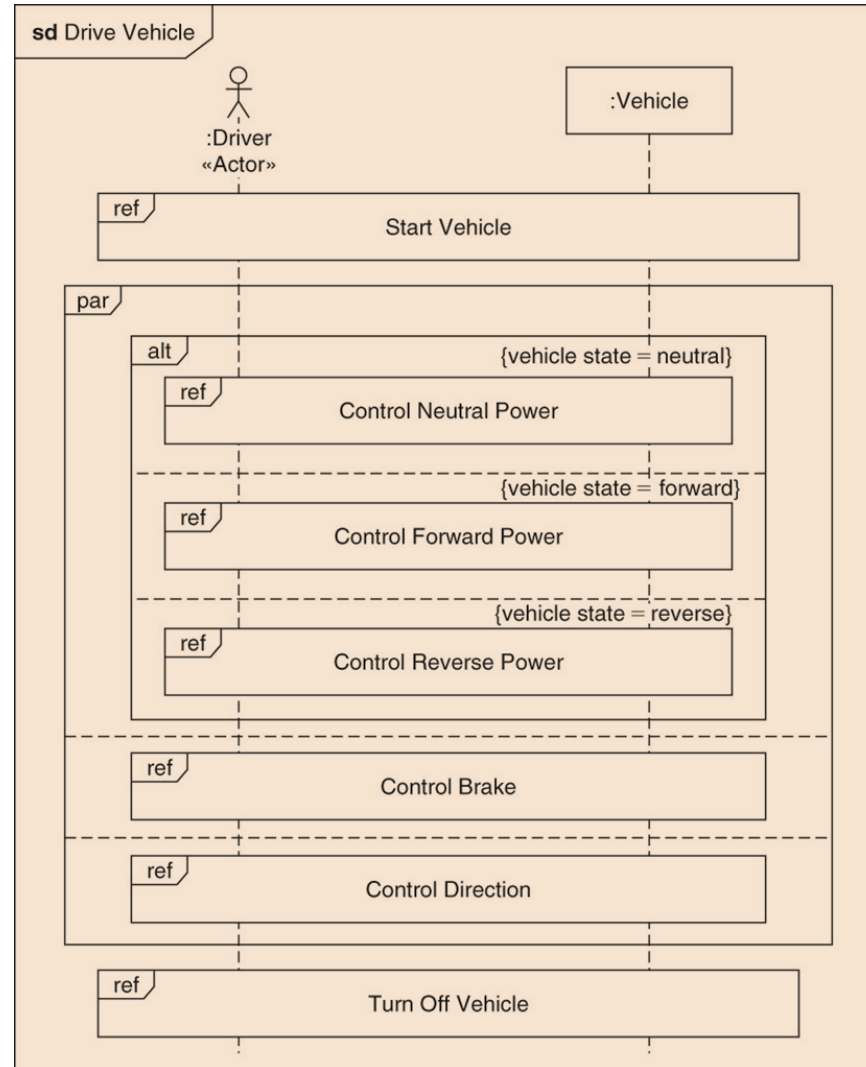 sd Drive Vehicle
:Driver
«Actor»
:Vehicle
ref
Start Vehicle
par
alt
{vehicle state = neutral}
ref
Control Neutral Power
{vehicle state = forward}
ref
Control Forward Power
{vehicle state = reverse}
ref
Control Reverse Power
ref
Control Brake
ref
Control Direction
ref
Turn Off Vehicle